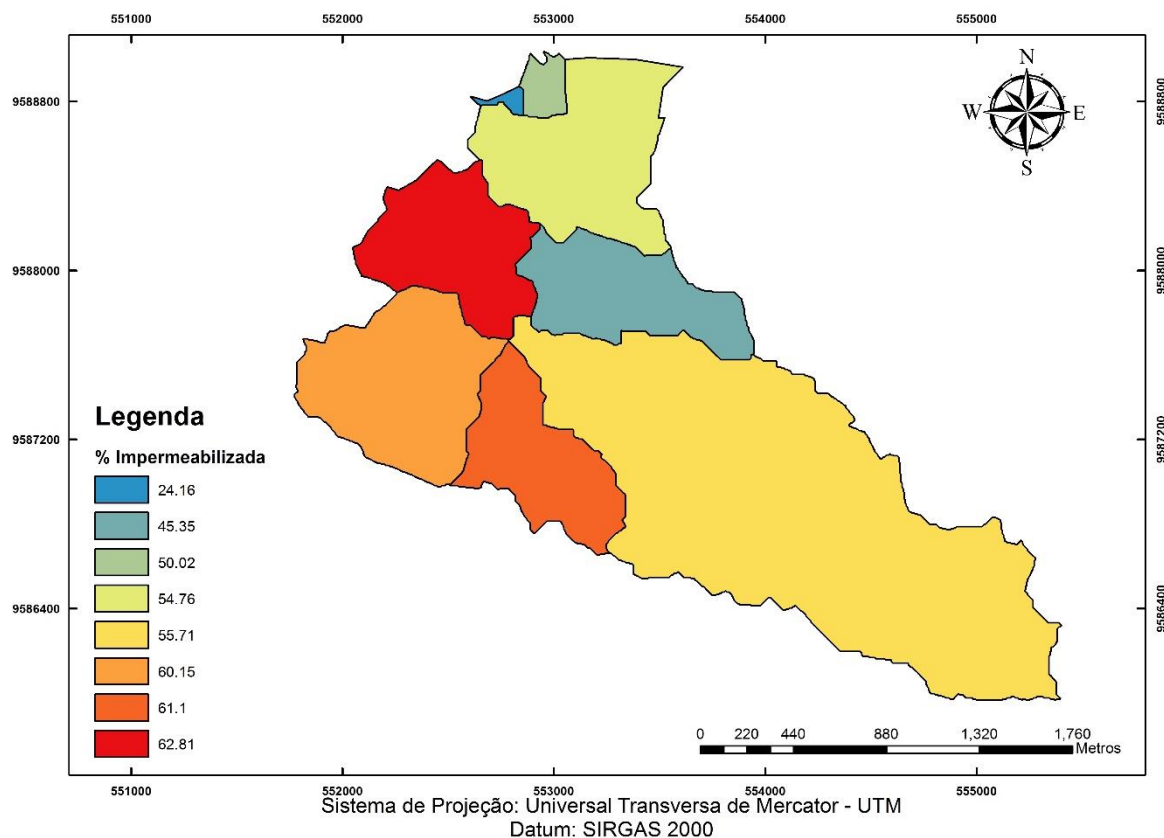 551000 552000 553000 554000 555000
N
W E
S
9588800 9588800
9588000 9588000
9587200 9587200
9586400 9586400
Legenda
% Impermeabilizada
24.16
45.35
50.02
54.76
55.71
60.15
61.1
62.81
0 220 440 880 1,320 1,760
Metros
551000 552000 553000 554000 555000
Sistema de Projeção: Universal Transversa de Mercator - UTM
Datum: SIRGAS 2000